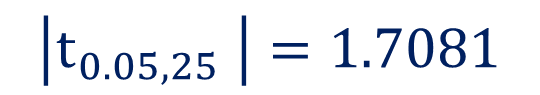 |t₀.₀₅,₂₅ | = 1.7081